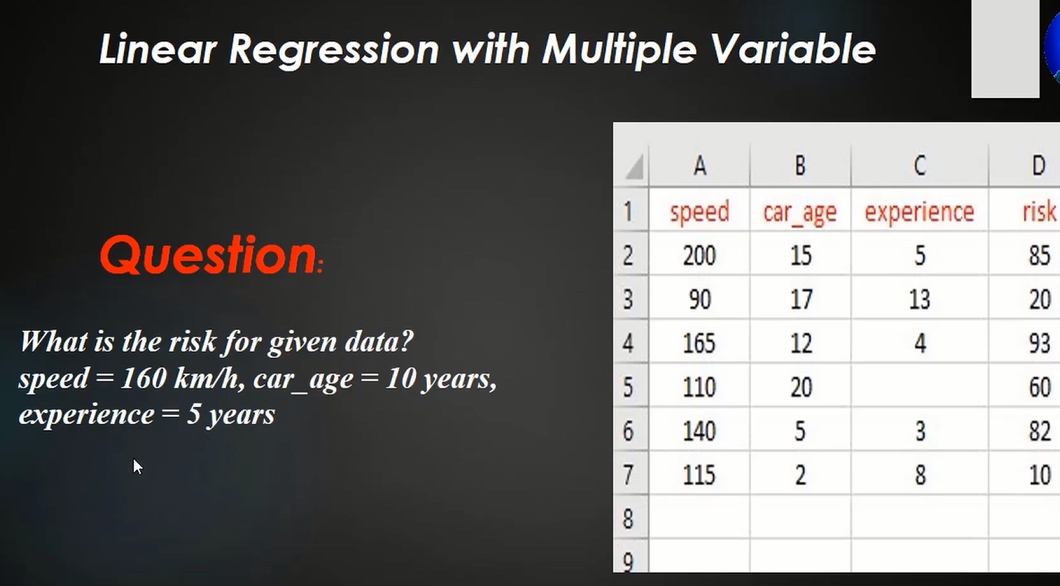 Linear Regression with Multiple Variable
Question:
What is the risk for given data?
speed = 160 km/h, car_age = 10 years,
experience = 5 years
A B C D
1 speed car_age experience risk
2 200 15 5 85
3 90 17 13 20
4 165 12 4 93
5 110 20 60
6 140 5 3 82
7 115 2 8 10
8
9